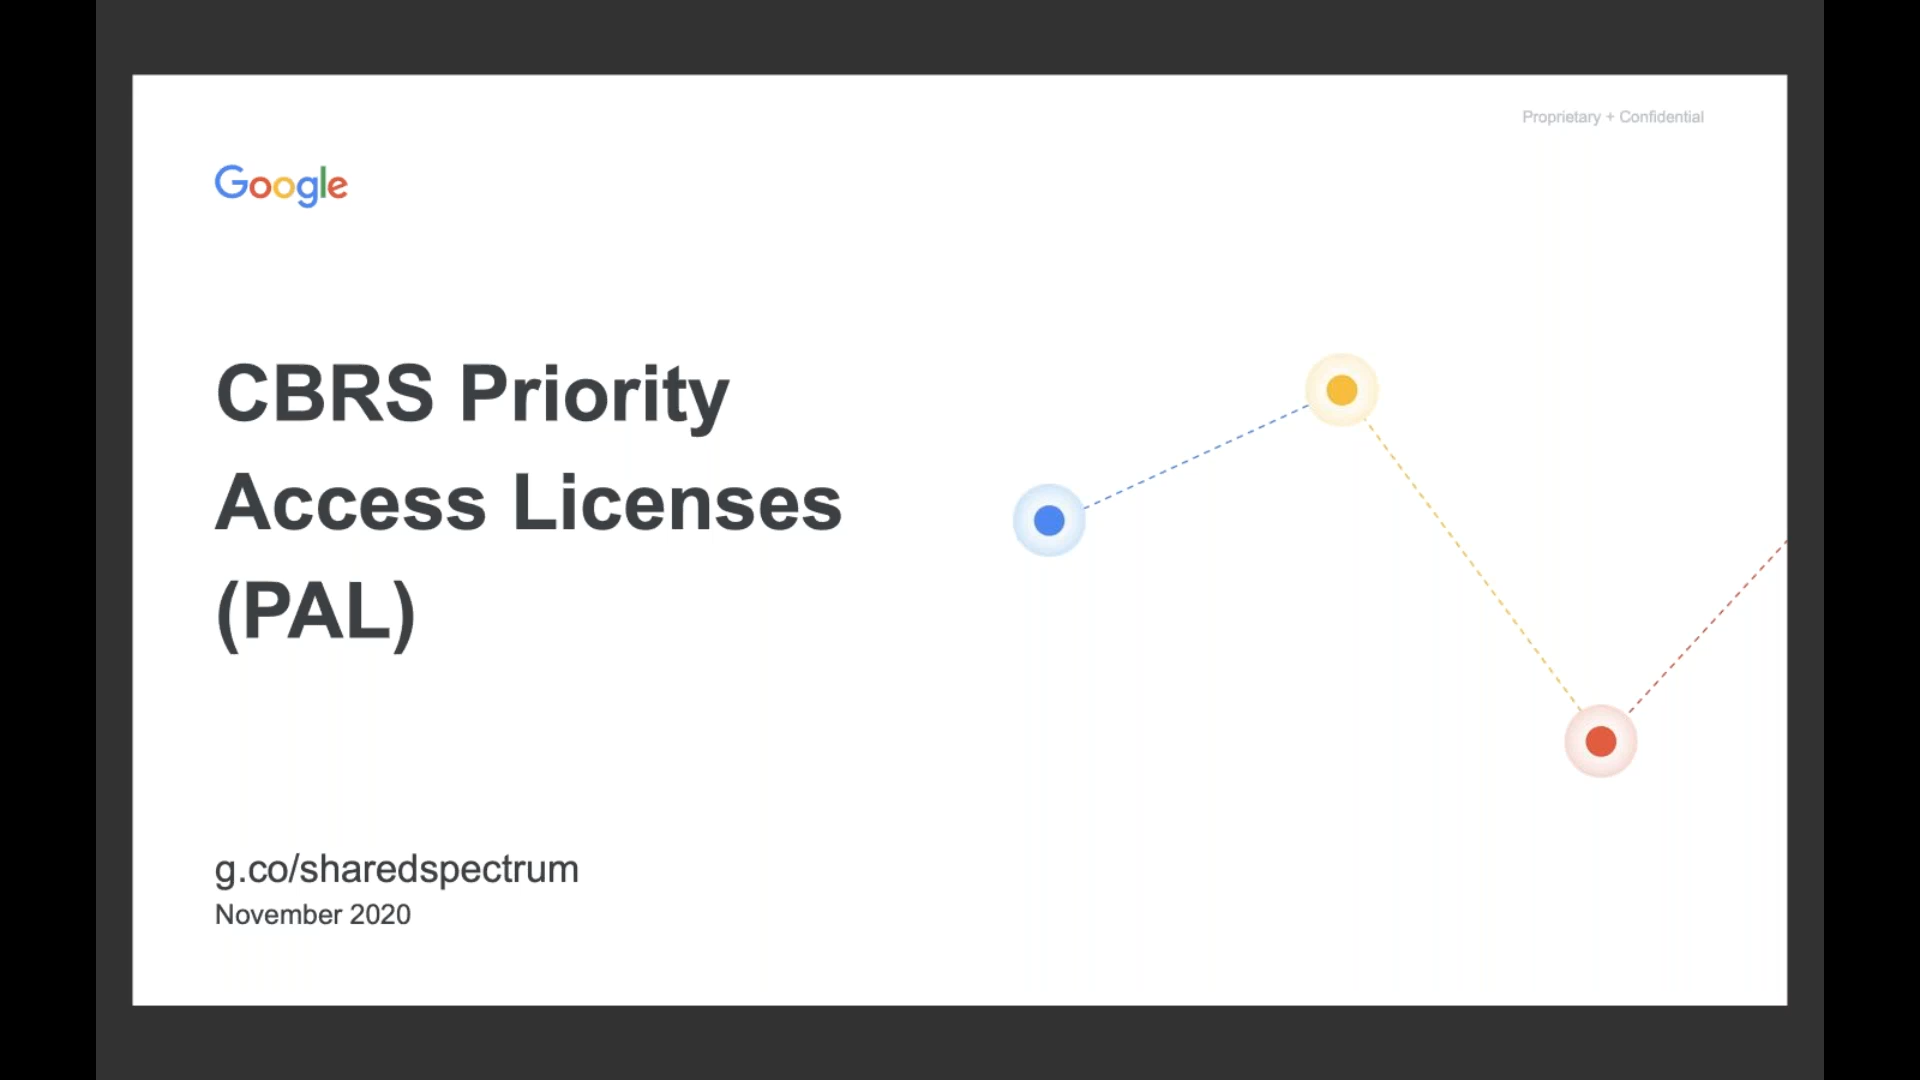 Proprietary + Confidential
Google
CBRS Priority
Access Licenses
(PAL)
g.co/sharedspectrum
November 2020